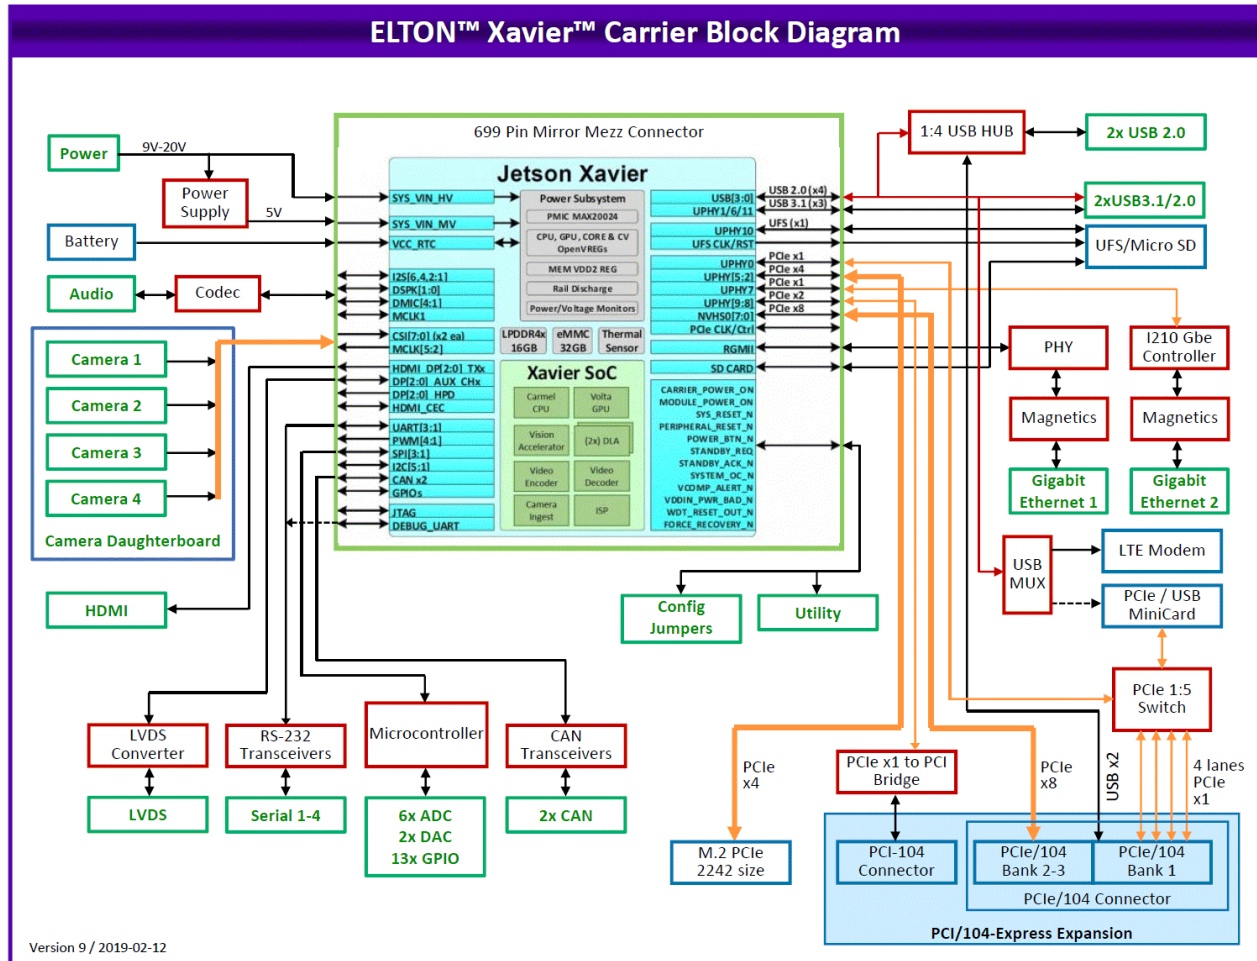 ELTON™ Xavier™ Carrier Block Diagram
699 Pin Mirror Mezz Connector
Power
9V-20V
Power
Supply
5V
Battery
Audio
Codec
Camera 1
Camera 2
Camera 3
Camera 4
Camera Daughterboard
HDMI
Jetson Xavier
SYS_VIN_HV
SYS_VIN_MV
VCC_RTC
I2S[6,4,2:1]
DSPK[1:0]
DMIC[4:1]
MCLK1
CSI[7:0] (x2 ea)
MCLK[5:2]
HDMI_DP[2:0]_TXx
DP[2:0]_AUX_CHx
DP[2:0]_HPD
HDMI_CEC
UART[3:1]
PWM[4:1]
SPI[3:1]
I2C[5:1]
CAN x2
GPIOs
JTAG
DEBUG_UART
Power Subsystem
PMIC MAX20024
CPU, GPU, CORE & CV
OpenVREGs
MEM VDD2 REG
Rail Discharge
Power/Voltage Monitors
LPDDR4x
16GB
eMMC
32GB
Thermal
Sensor
Xavier SoC
Carmel
CPU
Volta
GPU
Vision
Accelerator
(2x) DLA
Video
Encoder
Video
Decoder
Camera
Ingest
ISP
USB[3:0]
UPHY1/6/11
UPHY10
UFS CLK/RST
UPHY0
UPHY[5:2]
UPHY7
UPHY[9:8]
NVHS0[7:0]
PCIe CLK/Ctrl
RGMII
SD CARD
CARRIER_POWER_ON
MODULE_POWER_ON
SYS_RESET_N
PERIPHERAL_RESET_N
POWER_BTN_N
STANDBY_REQ
STANDBY_ACK_N
SYSTEM_OC_N
VCOMP_ALERT_N
VDDIN_PWR_BAD_N
WDT_RESET_OUT_N
FORCE_RECOVERY_N
USB 2.0 (x4)
USB 3.1 (x3)
UFS (x1)
PCIe x1
PCIe x4
PCIe x1
PCIe x2
PCIe x8
1:4 USB HUB
2x USB 2.0
2xUSB3.1/2.0
UFS/Micro SD
PHY
I210 Gbe
Controller
Magnetics
Magnetics
Gigabit
Ethernet 1
Gigabit
Ethernet 2
USB
MUX
LTE Modem
PCIe / USB
MiniCard
PCIe 1:5
Switch
Config
Jumpers
Utility
LVDS
Converter
RS-232
Transceivers
Microcontroller
CAN
Transceivers
LVDS
Serial 1-4
6x ADC
2x DAC
13x GPIO
2x CAN
PCIe
x4
PCIe x1 to PCI
Bridge
PCIe
x8
USB x2
4 lanes
PCIe
x1
M.2 PCIe
2242 size
PCI-104
Connector
PCIe/104
Bank 2-3
PCIe/104
Bank 1
PCIe/104 Connector
PCI/104-Express Expansion
Version 9 / 2019-02-12